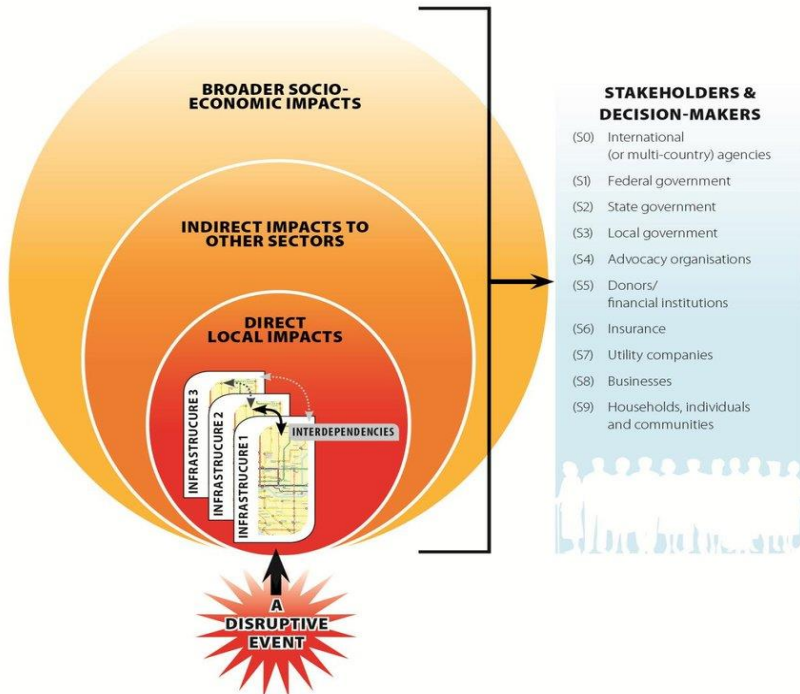 BROADER SOCIO-
ECONOMIC IMPACTS
INDIRECT IMPACTS TO
OTHER SECTORS
DIRECT
LOCAL IMPACTS
INFRASTRUCURE 3
INFRASTRUCURE 2
INFRASTRUCURE 1
INTERDEPENDENCIES
A
DISRUPTIVE
EVENT
STAKEHOLDERS &
DECISION-MAKERS
(S0) International
(or multi-country) agencies
(S1) Federal government
(S2) State government
(S3) Local government
(S4) Advocacy organisations
(S5) Donors/
financial institutions
(S6) Insurance
(S7) Utility companies
(S8) Businesses
(S9) Households, individuals
and communities